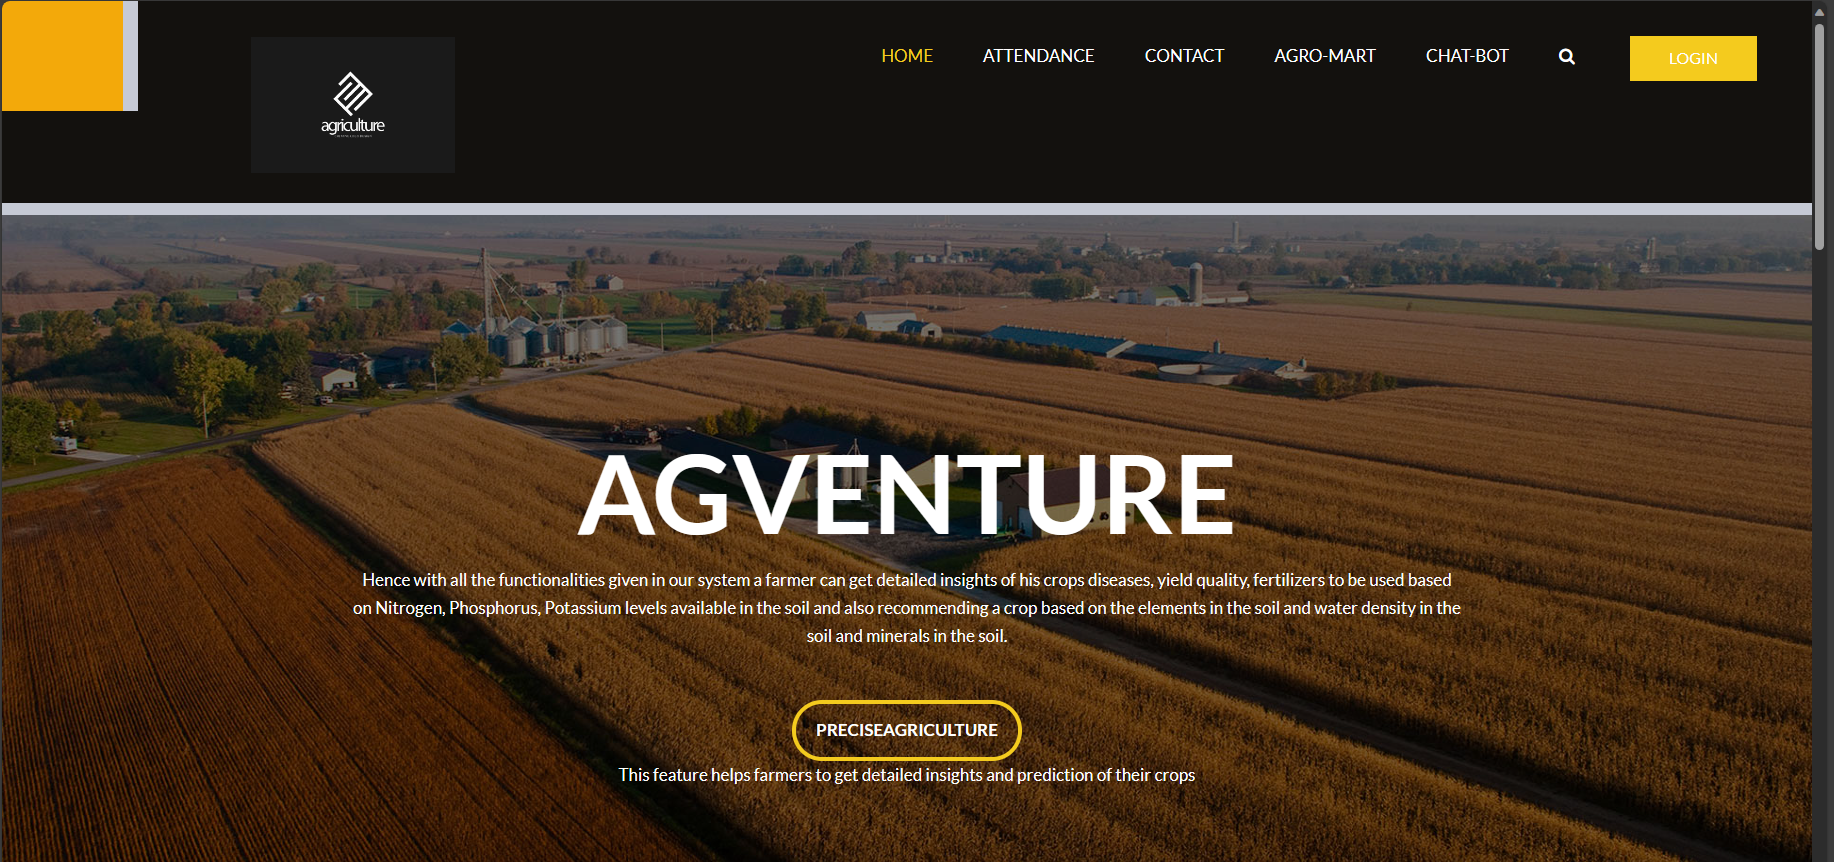 HOME ATTENDANCE CONTACT AGRO-MART CHAT-BOT LOGIN
agriculture
AGVENTURE
Hence with all the functionalities given in our system a farmer can get detailed insights of his crops diseases, yield quality, fertilizers to be used based
on Nitrogen, Phosphorus, Potassium levels available in the soil and also recommending a crop based on the elements in the soil and water density in the
soil and minerals in the soil.
PRECISEAGRICULTURE
This feature helps farmers to get detailed insights and prediction of their crops